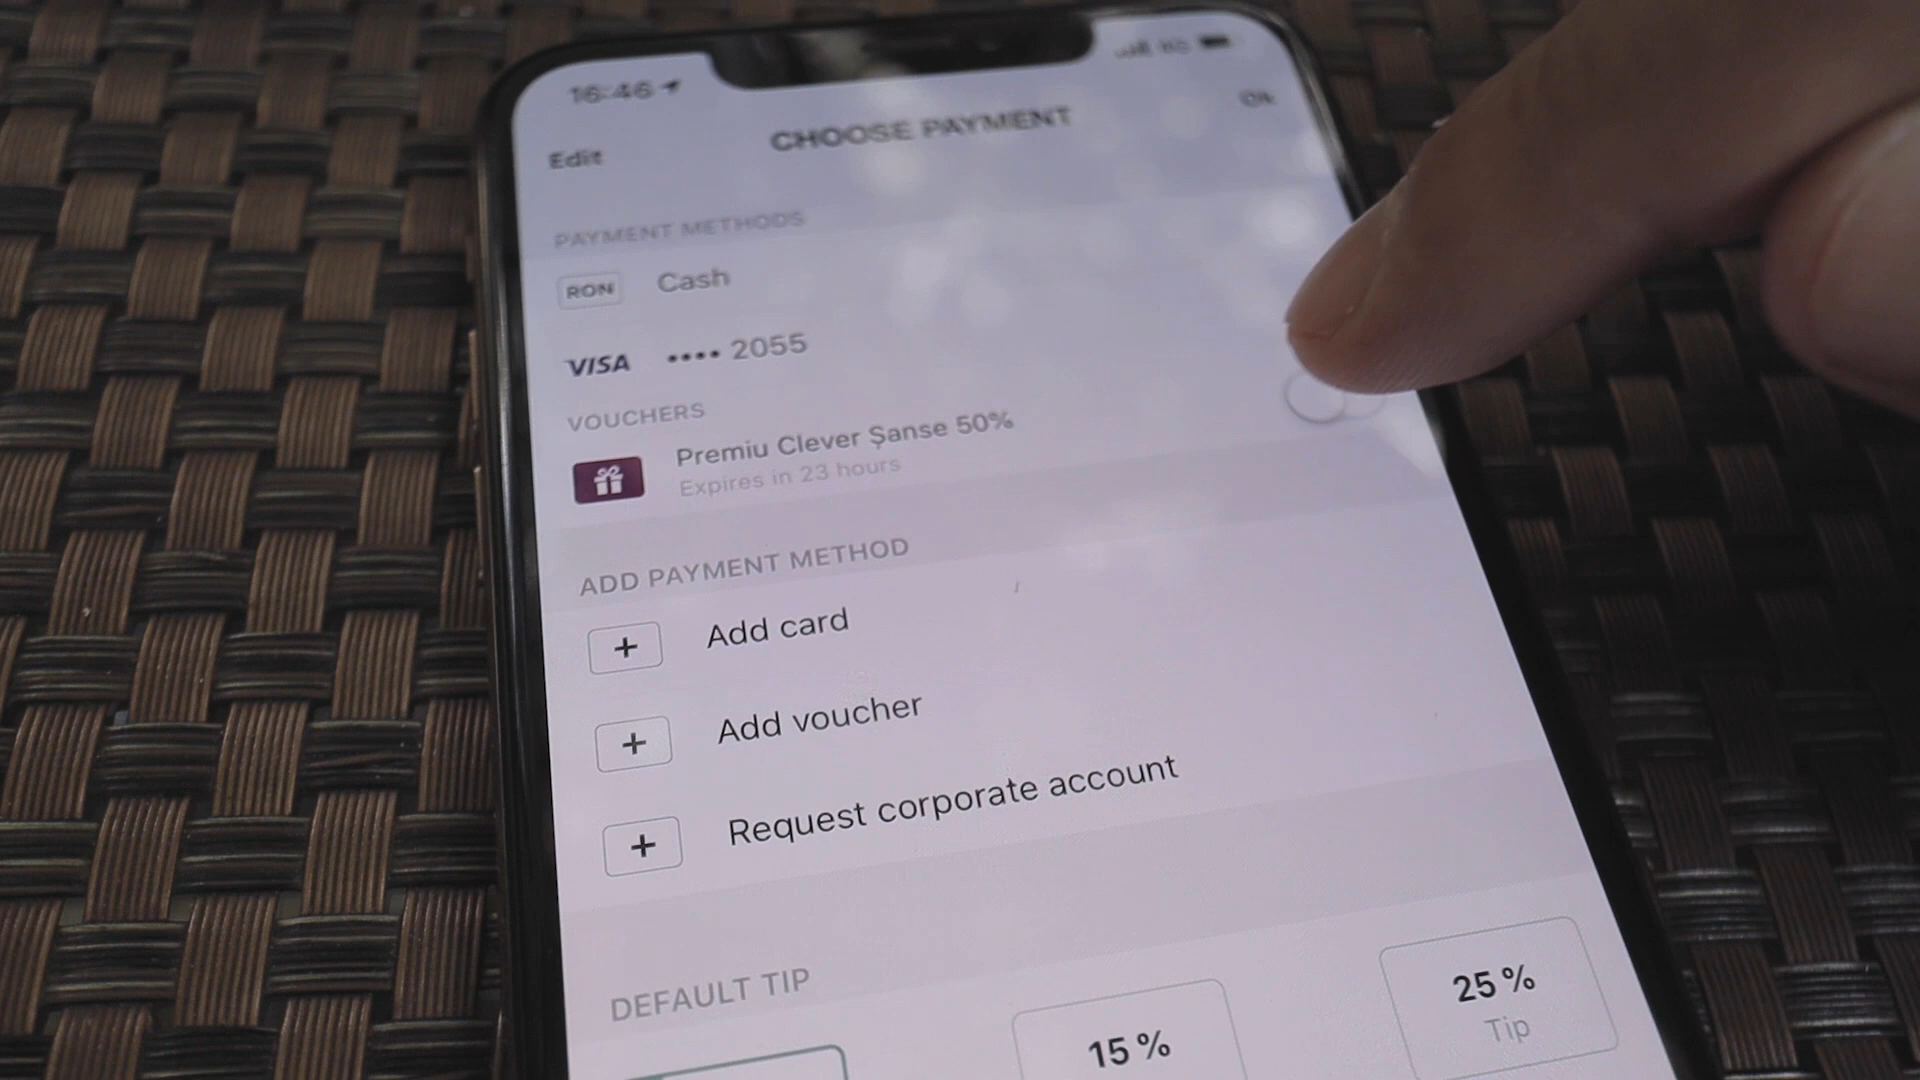 16:46
Edit
CHOOSE PAYMENT
Ok
PAYMENT METHODS
RON Cash
VISA •••• 2055
VOUCHERS
Premiu Clever Șanse 50%
Expires in 23 hours
ADD PAYMENT METHOD
+ Add card
+ Add voucher
+ Request corporate account
DEFAULT TIP
15 %
25 %
Tip